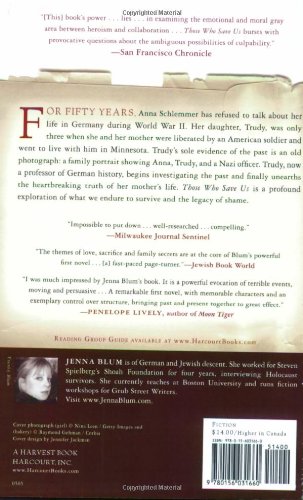 "[This] book's power . . . lies . . . in examining the emotional and moral gray
area between heroism and collaboration . . . Those Who Save Us bursts with
provocative questions about the ambiguous possibilities of culpability."
—San Francisco Chronicle
FOR FIFTY YEARS, Anna Schlemmer has refused to talk about her
life in Germany during World War II. Her daughter, Trudy, was only
three when she and her mother were liberated by an American soldier and
went to live with him in Minnesota. Trudy's sole evidence of the past is an old
photograph: a family portrait showing Anna, Trudy, and a Nazi officer. Trudy, now
a professor of German history, begins investigating the past and finally unearths
the heartbreaking truth of her mother's life. Those Who Save Us is a profound
exploration of what we endure to survive and the legacy of shame.
"Impossible to put down . . . well-researched . . . compelling."
—Milwaukee Journal Sentinel
"The themes of love, sacrifice and family secrets are at the core of Blum's powerful
first novel . . . [a] fast-paced page-turner."—Jewish Book World
"I was much impressed by Jenna Blum's book. It is a powerful evocation of terrible events,
moving and persuasive . . . A remarkable first novel, with memorable characters and an
exemplary control over structure, bringing past and present together to great effect."
—PENELOPE LIVELY, author of Moon Tiger
READING GROUP GUIDE AVAILABLE AT www.HarcourtBooks.com
JENNA BLUM is of German and Jewish descent. She worked for Steven
Spielberg's Shoah Foundation for four years, interviewing Holocaust
survivors. She currently teaches at Boston University and runs fiction
workshops for Grub Street Writers.
Visit www.JennaBlum.com.
Cover photograph (girl) © Nina Leen / Getty Images and
(bakery) © Raymond Gehman / Corbis
Cover design by Jennifer Jackman
A HARVEST BOOK
HARCOURT, INC.
FICTION
$14.00/Higher in Canada
51400
9 780156 031660